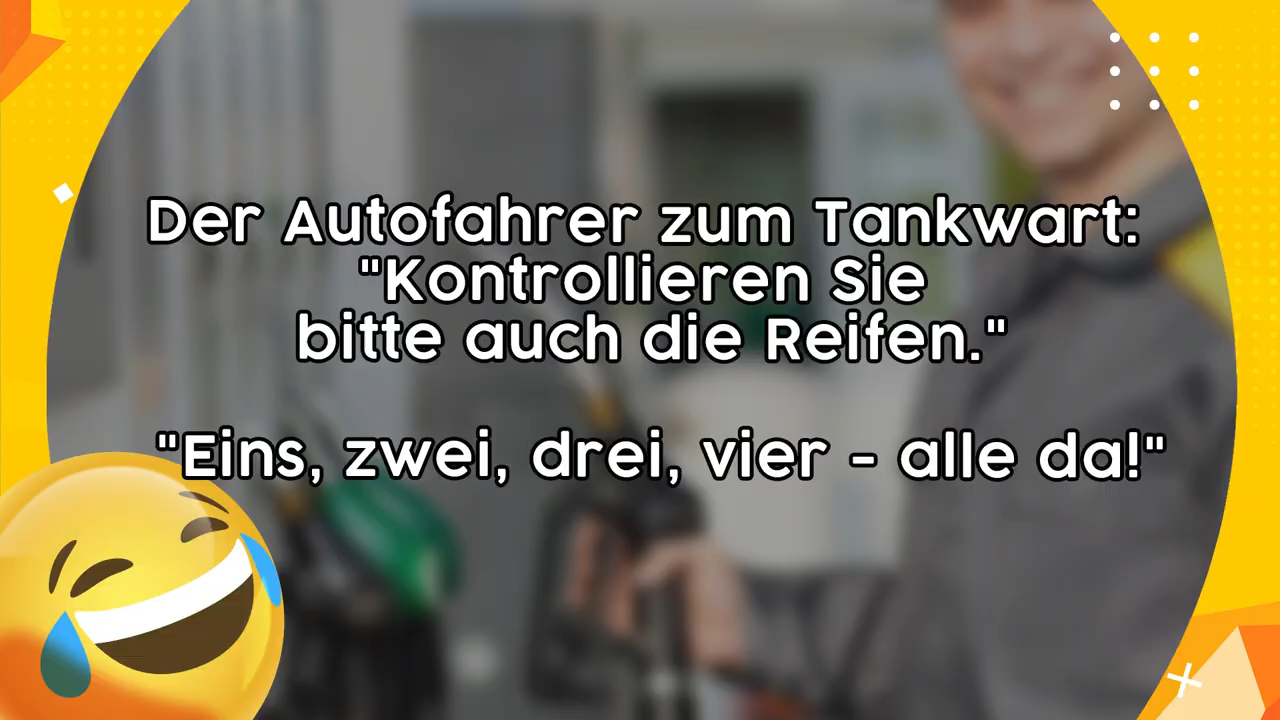 Der Autofahrer zum Tankwart:
"Kontrollieren Sie
bitte auch die Reifen."
"Eins, zwei, drei, vier - alle da!"